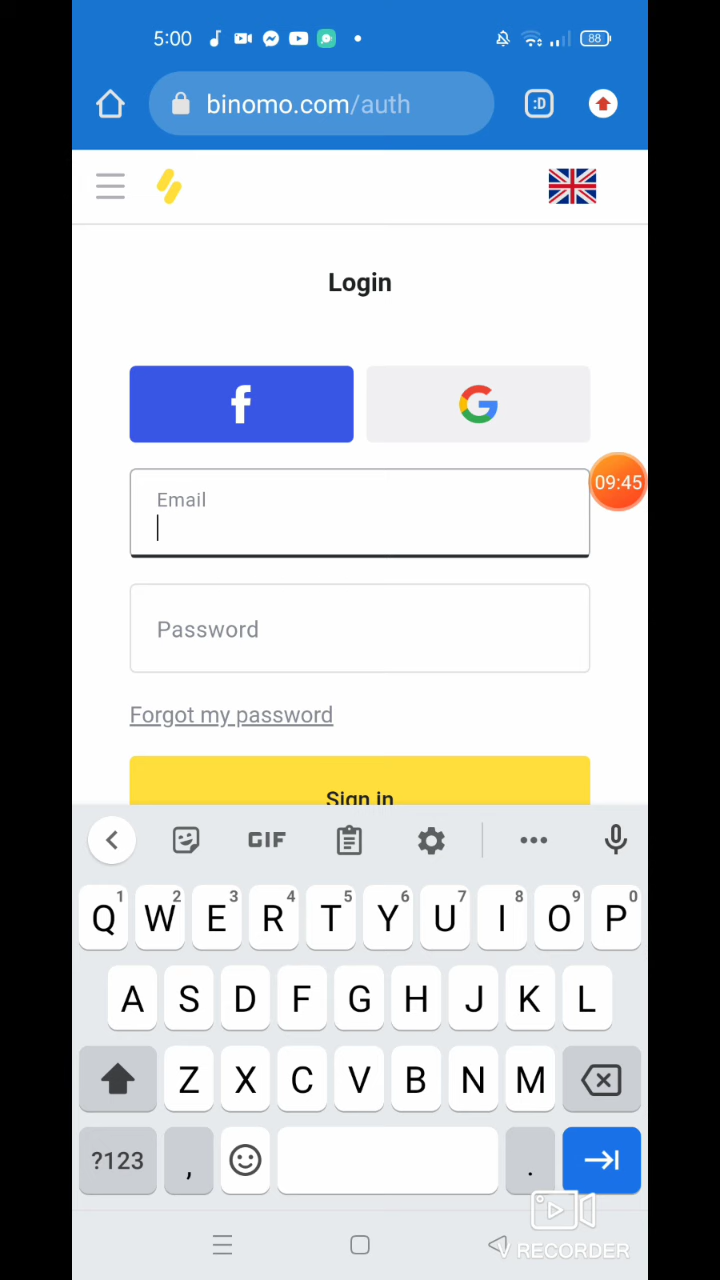 5:00
88
:D
binomo.com/auth
Login
f
G
Email
09:45
Password
Forgot my password
Sign in
GIF
Q1 W2 E3 R4 T5 Y6 U7 I8 O9 P0
A S D F G H J K L
Z X C V B N M
?123 , .
V RECORDER